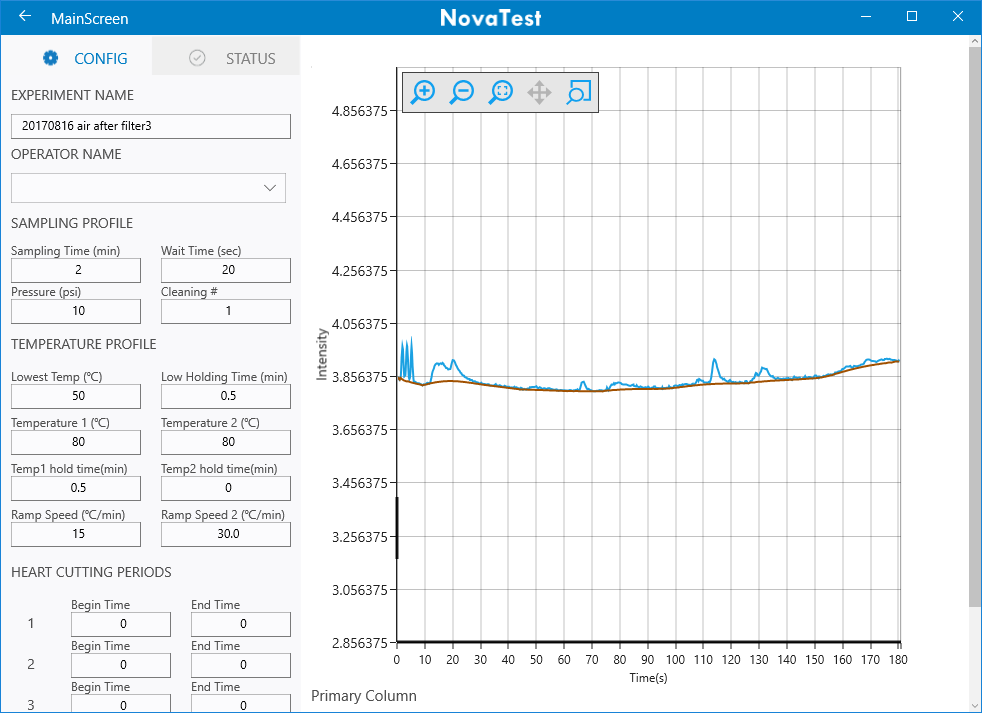 MainScreen
NovaTest
CONFIG
STATUS
EXPERIMENT NAME
20170816 air after filter3
OPERATOR NAME
SAMPLING PROFILE
Sampling Time (min) Wait Time (sec)
2 20
Pressure (psi) Cleaning #
10 1
TEMPERATURE PROFILE
Lowest Temp (℃) Low Holding Time (min)
50 0.5
Temperature 1 (℃) Temperature 2 (℃)
80 80
Temp1 hold time(min) Temp2 hold time(min)
0.5 0
Ramp Speed (℃/min) Ramp Speed 2 (℃/min)
15 30.0
HEART CUTTING PERIODS
Begin Time End Time
1 0 0
Begin Time End Time
2 0 0
Begin Time End Time
3 0 0
4.856375
4.656375
4.456375
4.256375
4.056375
3.856375
3.656375
3.456375
3.256375
3.056375
2.856375
Intensity
0 10 20 30 40 50 60 70 80 90 100 110 120 130 140 150 160 170 180
Time(s)
Primary Column